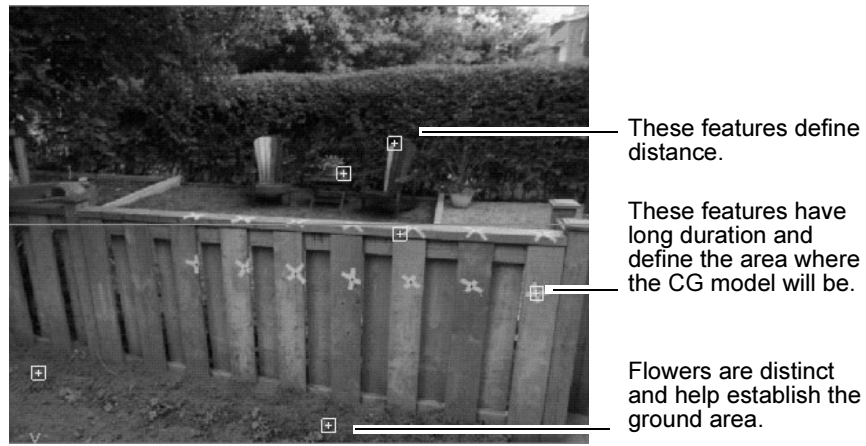 These features define
distance.
These features have
long duration and
define the area where
the CG model will be.
Flowers are distinct
and help establish the
ground area.